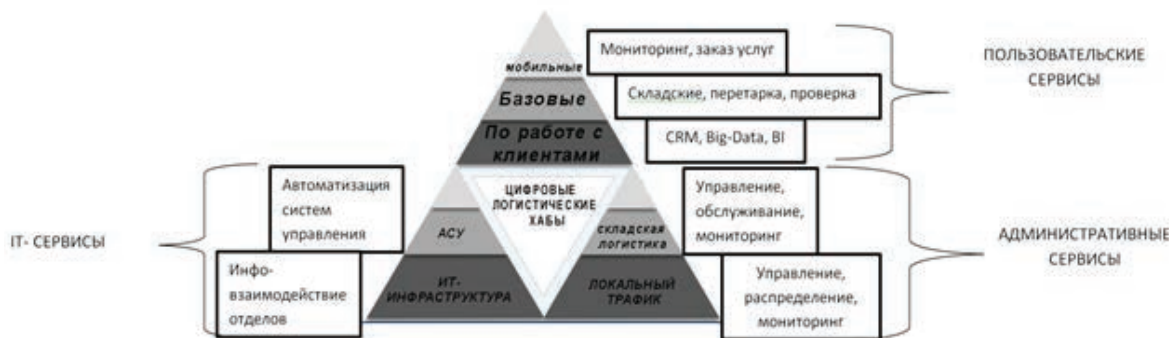 мобильные
Базовые
По работе с
клиентами
Мониторинг, заказ услуг
Складские, перетарка, проверка
CRM, Big-Data, BI
ПОЛЬЗОВАТЕЛЬСКИЕ
СЕРВИСЫ
IT- СЕРВИСЫ
Автоматизация
систем
управления
Инфо-
взаимодействие
отделов
АСУ
ИТ-
ИНФРАСТРУКТУРА
ЦИФРОВЫЕ
ЛОГИСТИЧЕСКИЕ
ХАБЫ
СКЛАДСКАЯ
ЛОГИСТИКА
ЛОКАЛЬНЫЙ
ТРАФИК
Управление,
обслуживание,
мониторинг
Управление,
распределение,
мониторинг
АДМИНИСТРАТИВНЫЕ
СЕРВИСЫ